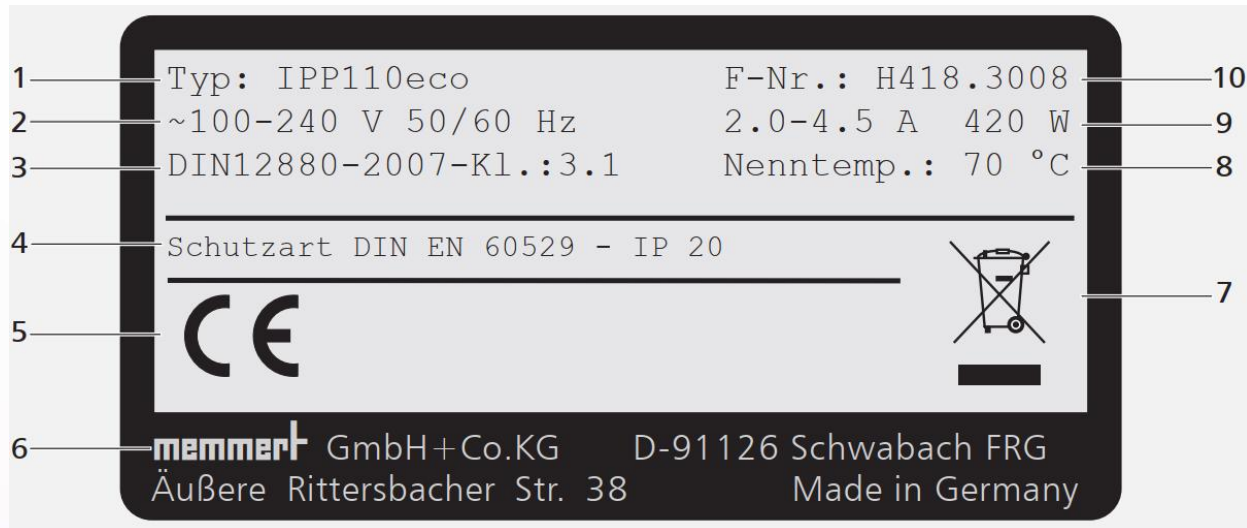 1 Typ: IPP110eco F-Nr.: H418.3008 10
2 ~100-240 V 50/60 Hz 2.0-4.5 A 420 W 9
3 DIN12880-2007-Kl.:3.1 Nenntemp.: 70 °C 8
4 Schutzart DIN EN 60529 - IP 20
7
5 CE
6 memmert GmbH+Co.KG D-91126 Schwabach FRG
Äußere Rittersbacher Str. 38 Made in Germany